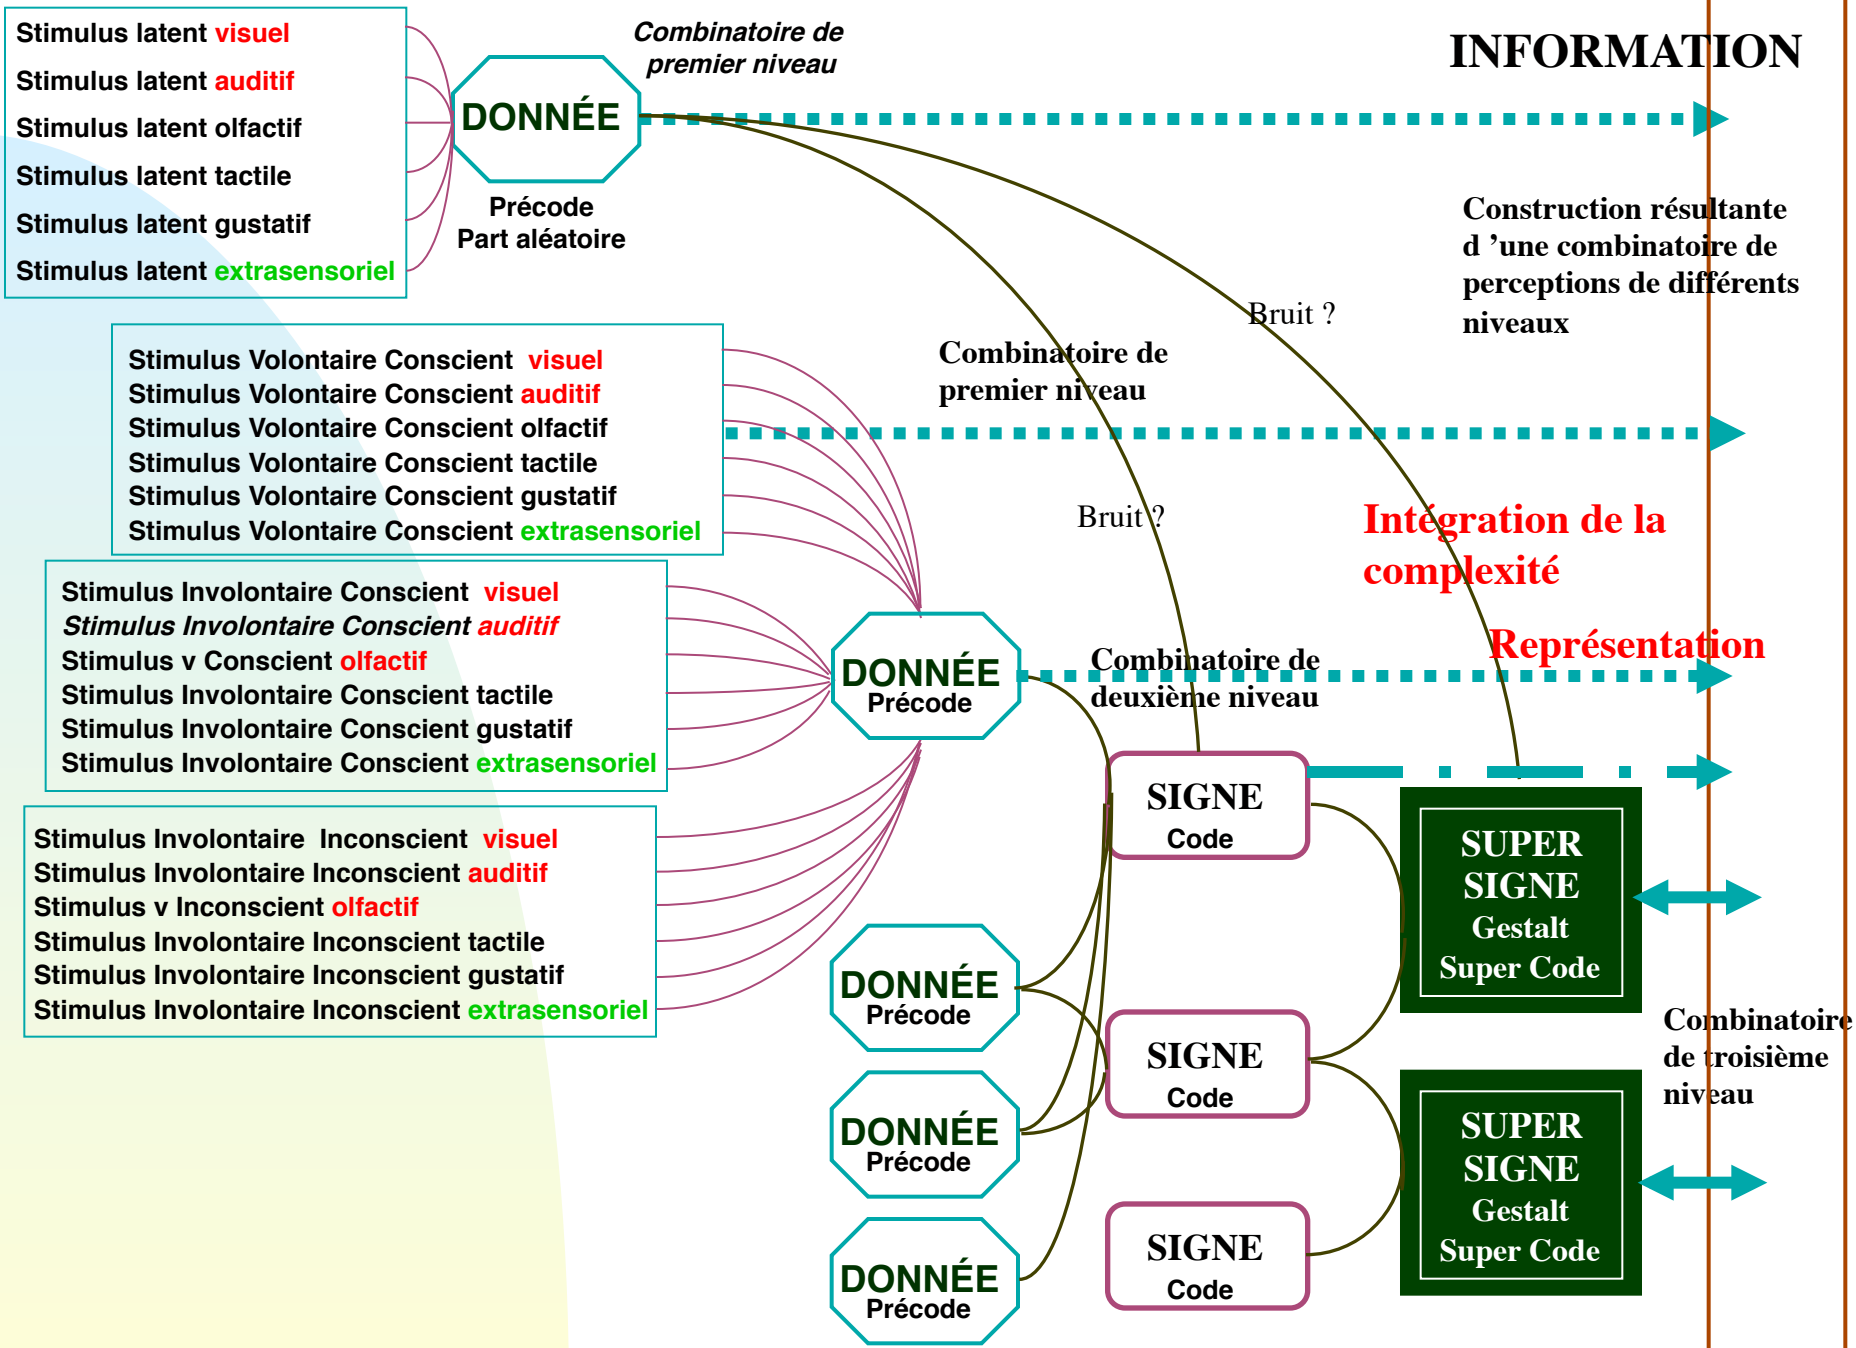 Stimulus latent visuel
Stimulus latent auditif
Stimulus latent olfactif
Stimulus latent tactile
Stimulus latent gustatif
Stimulus latent extrasensoriel
DONNÉE
Précode
Part aléatoire
Combinatoire de
premier niveau
INFORMATION
Construction résultante
d ’une combinatoire de
perceptions de différents
niveaux
Bruit ?
Stimulus Volontaire Conscient visuel
Stimulus Volontaire Conscient auditif
Stimulus Volontaire Conscient olfactif
Stimulus Volontaire Conscient tactile
Stimulus Volontaire Conscient gustatif
Stimulus Volontaire Conscient extrasensoriel
Combinatoire de
premier niveau
Bruit ?
Intégration de la
complexité
Représentation
Stimulus Involontaire Conscient visuel
Stimulus Involontaire Conscient auditif
Stimulus v Conscient olfactif
Stimulus Involontaire Conscient tactile
Stimulus Involontaire Conscient gustatif
Stimulus Involontaire Conscient extrasensoriel
DONNÉE
Précode
Combinatoire de
deuxième niveau
Stimulus Involontaire Inconscient visuel
Stimulus Involontaire Inconscient auditif
Stimulus v Inconscient olfactif
Stimulus Involontaire Inconscient tactile
Stimulus Involontaire Inconscient gustatif
Stimulus Involontaire Inconscient extrasensoriel
SIGNE
Code
SUPER
SIGNE
Gestalt
Super Code
DONNÉE
Précode
SIGNE
Code
Combinatoire
de troisième
niveau
DONNÉE
Précode
SUPER
SIGNE
Gestalt
Super Code
DONNÉE
Précode
SIGNE
Code